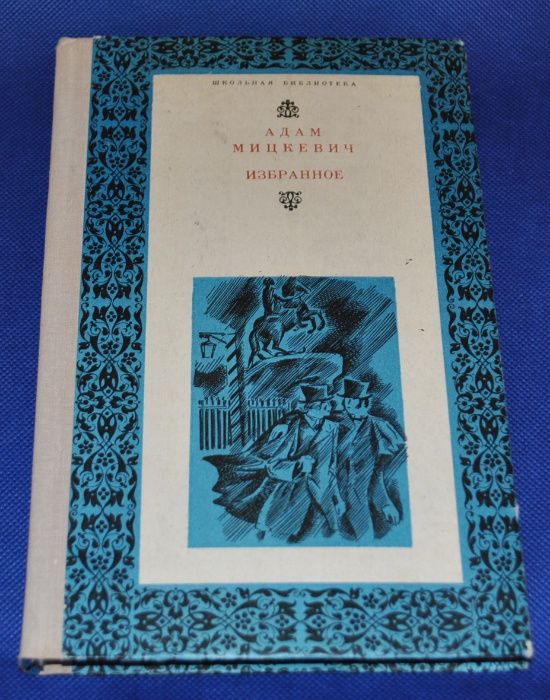 ШКОЛЬНАЯ БИБЛИОТЕКА
АДАМ
МИЦКЕВИЧ
ИЗБРАННОЕ